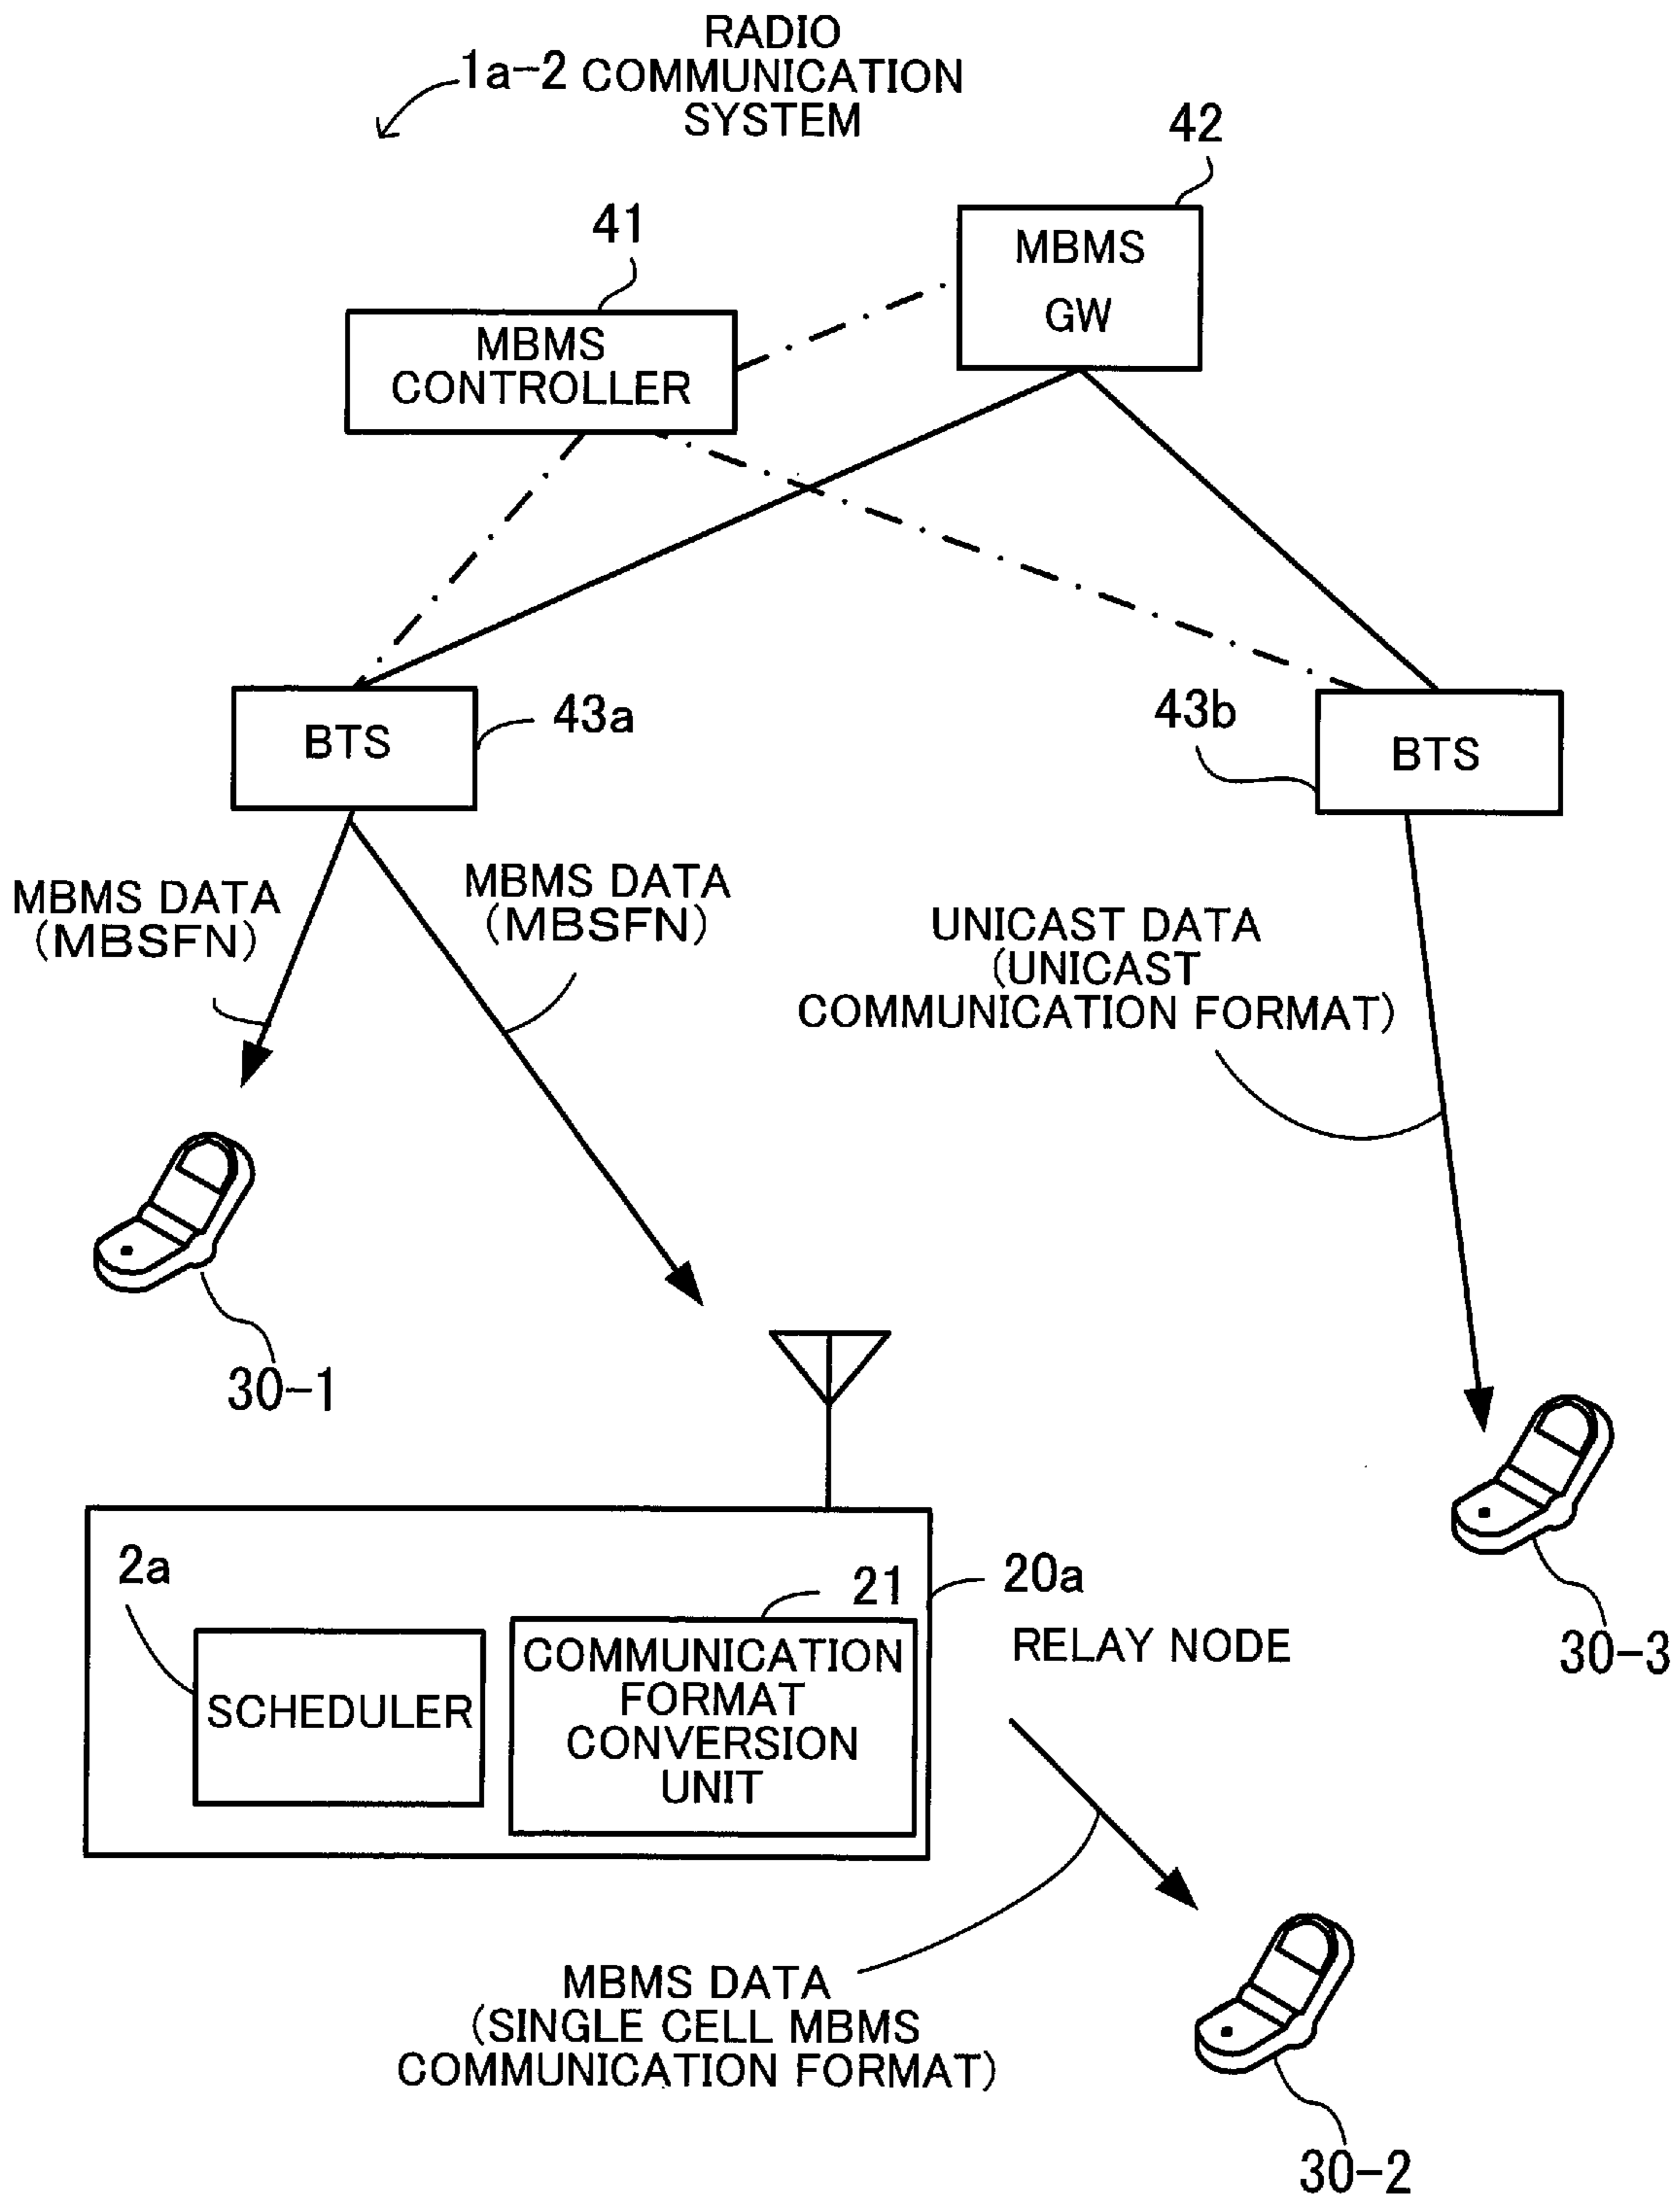 RADIO
1a-2 COMMUNICATION
SYSTEM
42
41
MBMS
GW
MBMS
CONTROLLER
43a
43b
BTS
BTS
MBMS DATA
(MBSFN)
MBMS DATA
(MBSFN)
UNICAST DATA
(UNICAST
COMMUNICATION FORMAT)
30-1
2a
21
20a
RELAY NODE
30-3
SCHEDULER
COMMUNICATION
FORMAT
CONVERSION
UNIT
MBMS DATA
(SINGLE CELL MBMS
COMMUNICATION FORMAT)
30-2